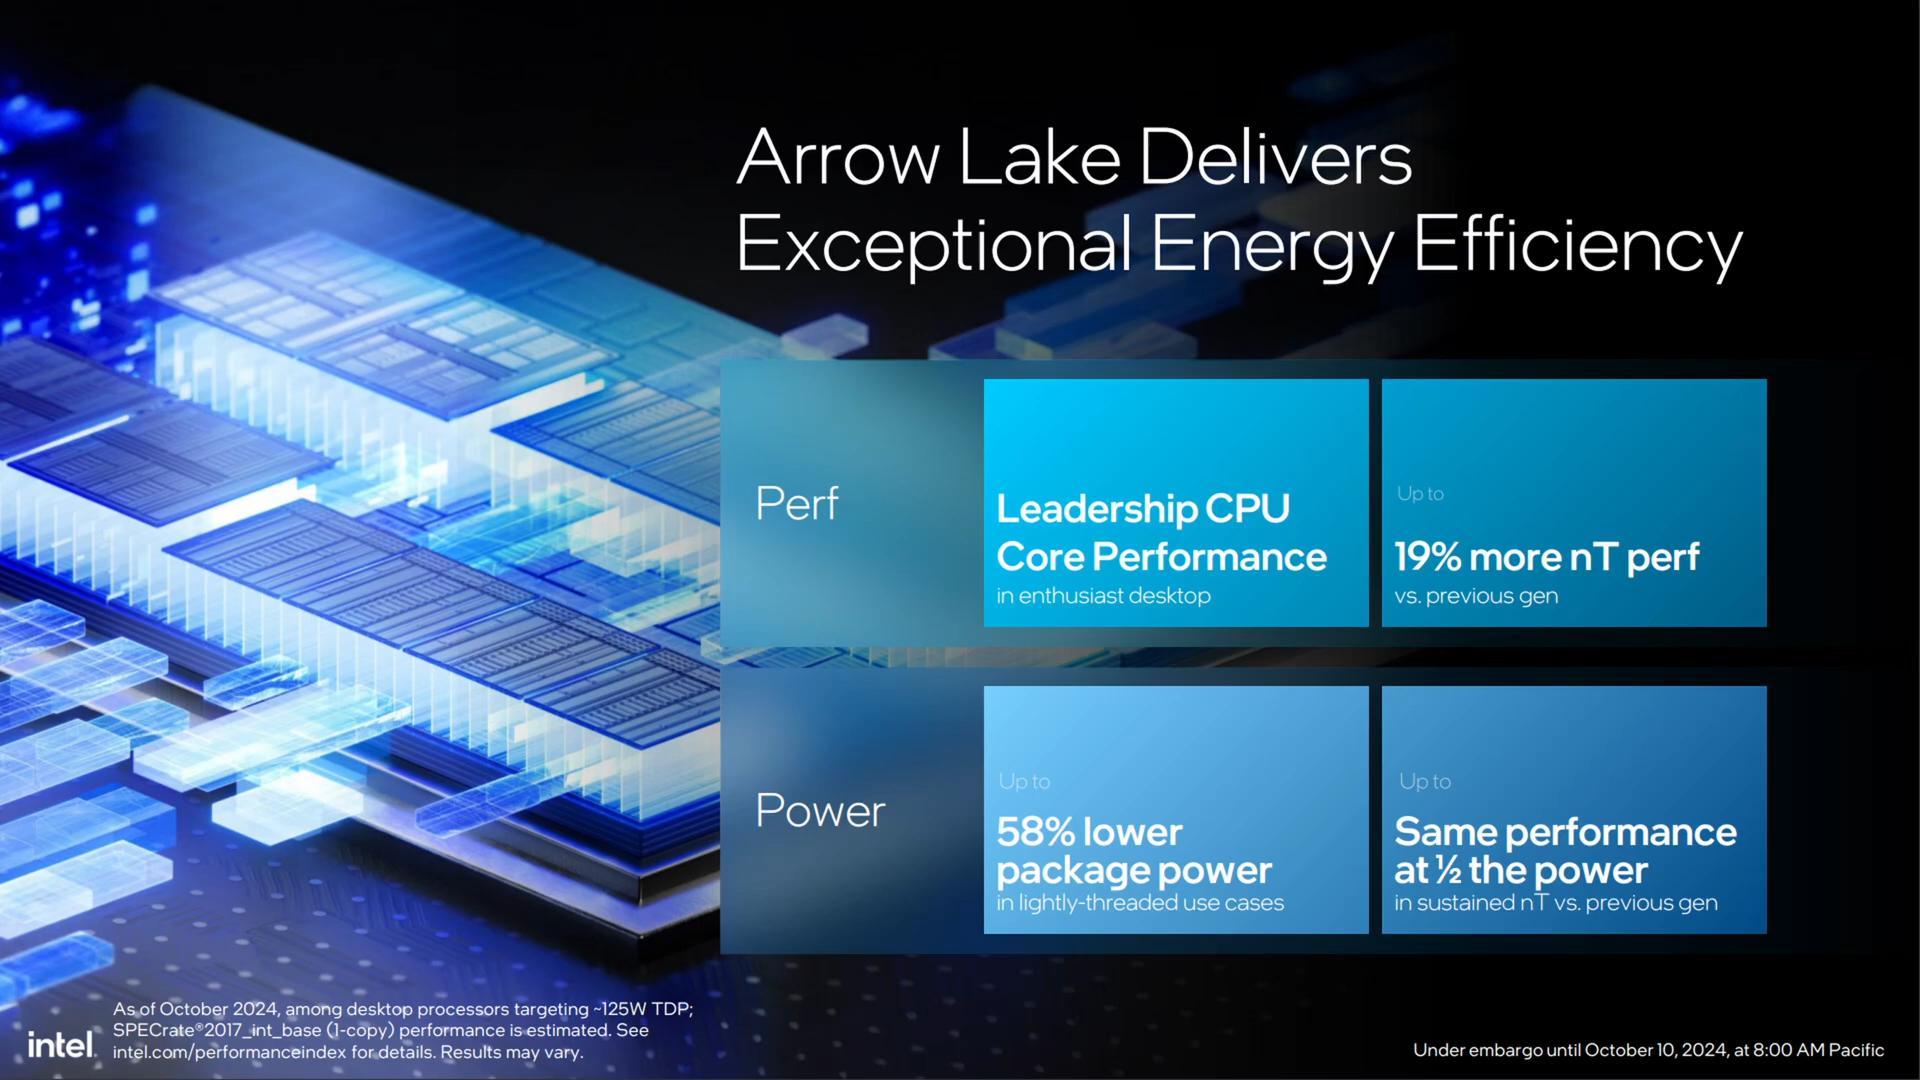 Arrow Lake Delivers
Exceptional Energy Efficiency
Perf
Leadership CPU
Core Performance
in enthusiast desktop
Up to
19% more nT perf
vs. previous gen
Power
Up to
58% lower
package power
in lightly-threaded use cases
Up to
Same performance
at ½ the power
in sustained nT vs. previous gen
As of October 2024, among desktop processors targeting ~125W TDP;
SPECrate®2017_int_base (1-copy) performance is estimated. See
intel.com/performanceindex for details. Results may vary.
intel.
Under embargo until October 10, 2024, at 8:00 AM Pacific